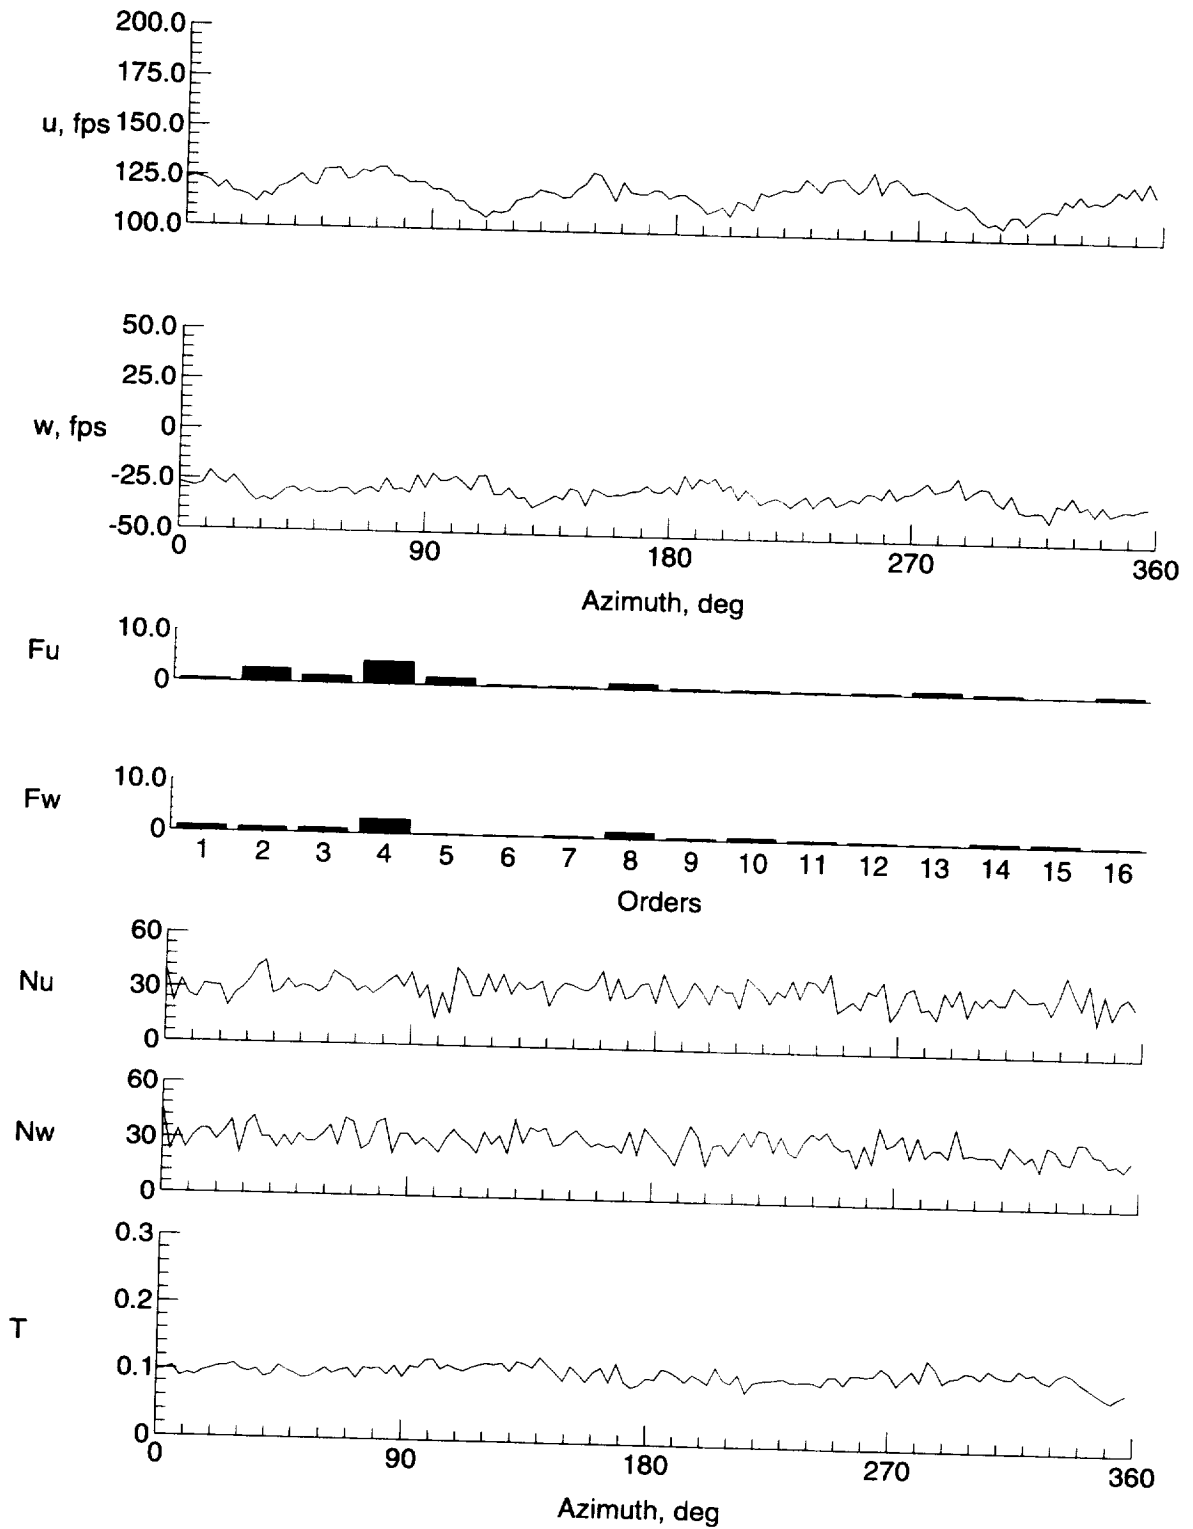 200.0
175.0
u, fps 150.0
125.0
100.0
50.0
25.0
w, fps 0
-25.0
-50.0
0 90 180 270 360
Azimuth, deg
Fu 10.0
0
Fw 10.0
0
1 2 3 4 5 6 7 8 9 10 11 12 13 14 15 16
Orders
60
Nu 30
0
60
Nw 30
0
0.3
0.2
T
0.1
0
0 90 180 270 360
Azimuth, deg